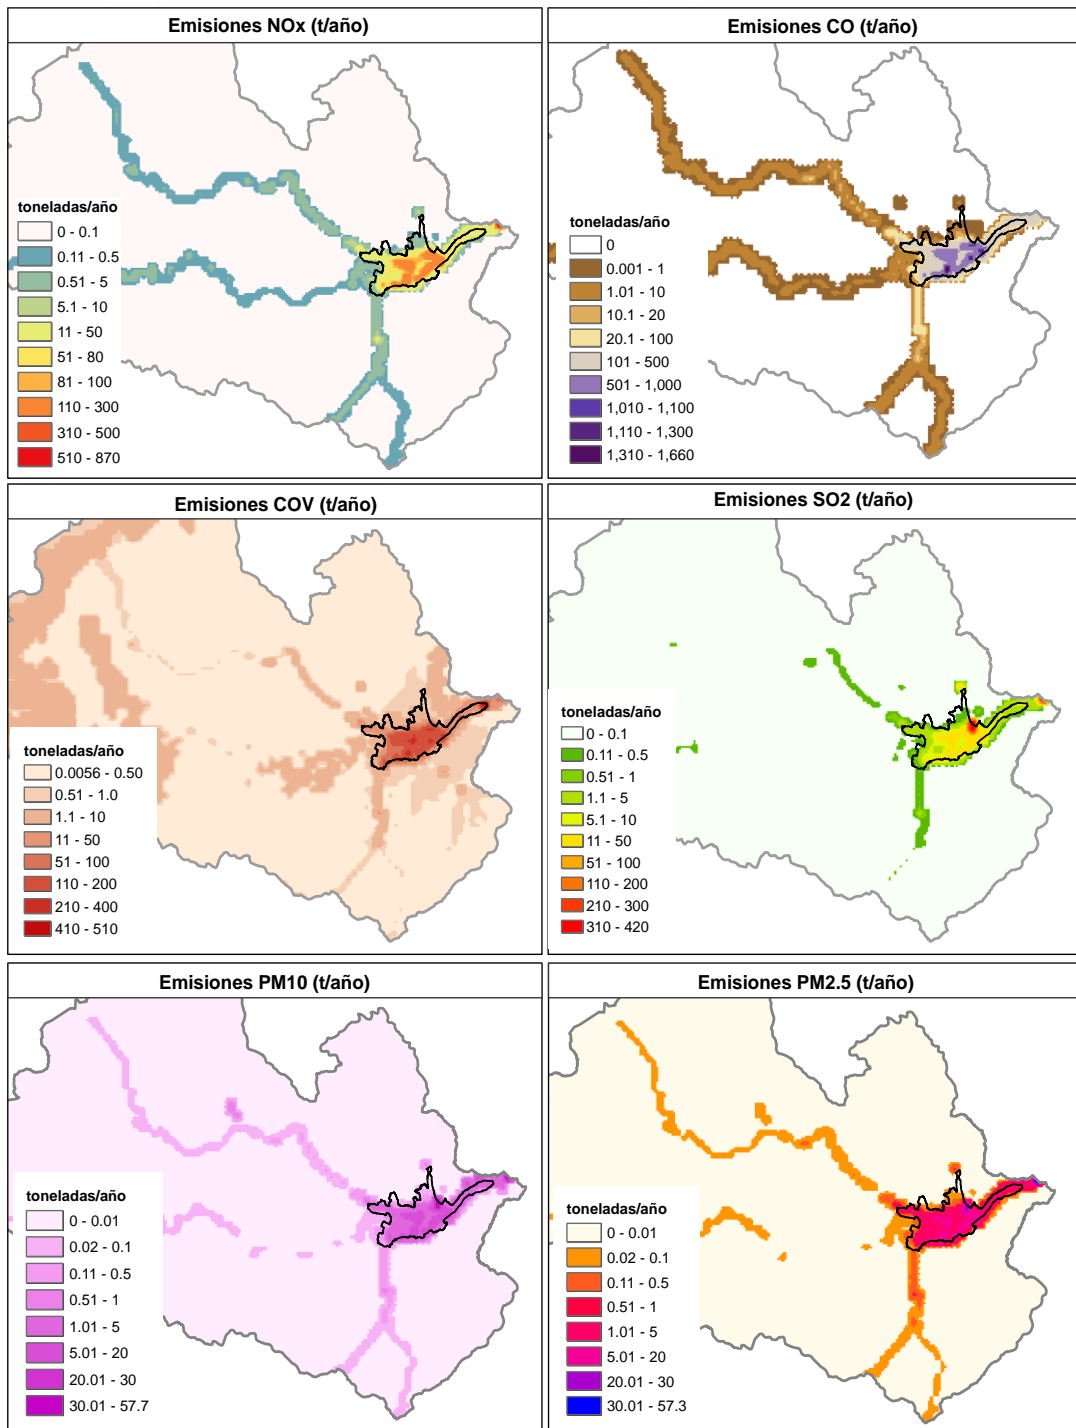 Emisiones NOx (t/año)
toneladas/año
0 - 0.1
0.11 - 0.5
0.51 - 5
5.1 - 10
11 - 50
51 - 80
81 - 100
110 - 300
310 - 500
510 - 870
Emisiones CO (t/año)
toneladas/año
0
0.001 - 1
1.01 - 10
10.1 - 20
20.1 - 100
101 - 500
501 - 1,000
1,010 - 1,100
1,110 - 1,300
1,310 - 1,660
Emisiones COV (t/año)
toneladas/año
0.0056 - 0.50
0.51 - 1.0
1.1 - 10
11 - 50
51 - 100
110 - 200
210 - 400
410 - 510
Emisiones SO2 (t/año)
toneladas/año
0 - 0.1
0.11 - 0.5
0.51 - 1
1.1 - 5
5.1 - 10
11 - 50
51 - 100
110 - 200
210 - 300
310 - 420
Emisiones PM10 (t/año)
toneladas/año
0 - 0.01
0.02 - 0.1
0.11 - 0.5
0.51 - 1
1.01 - 5
5.01 - 20
20.01 - 30
30.01 - 57.7
Emisiones PM2.5 (t/año)
toneladas/año
0 - 0.01
0.02 - 0.1
0.11 - 0.5
0.51 - 1
1.01 - 5
5.01 - 20
20.01 - 30
30.01 - 57.3